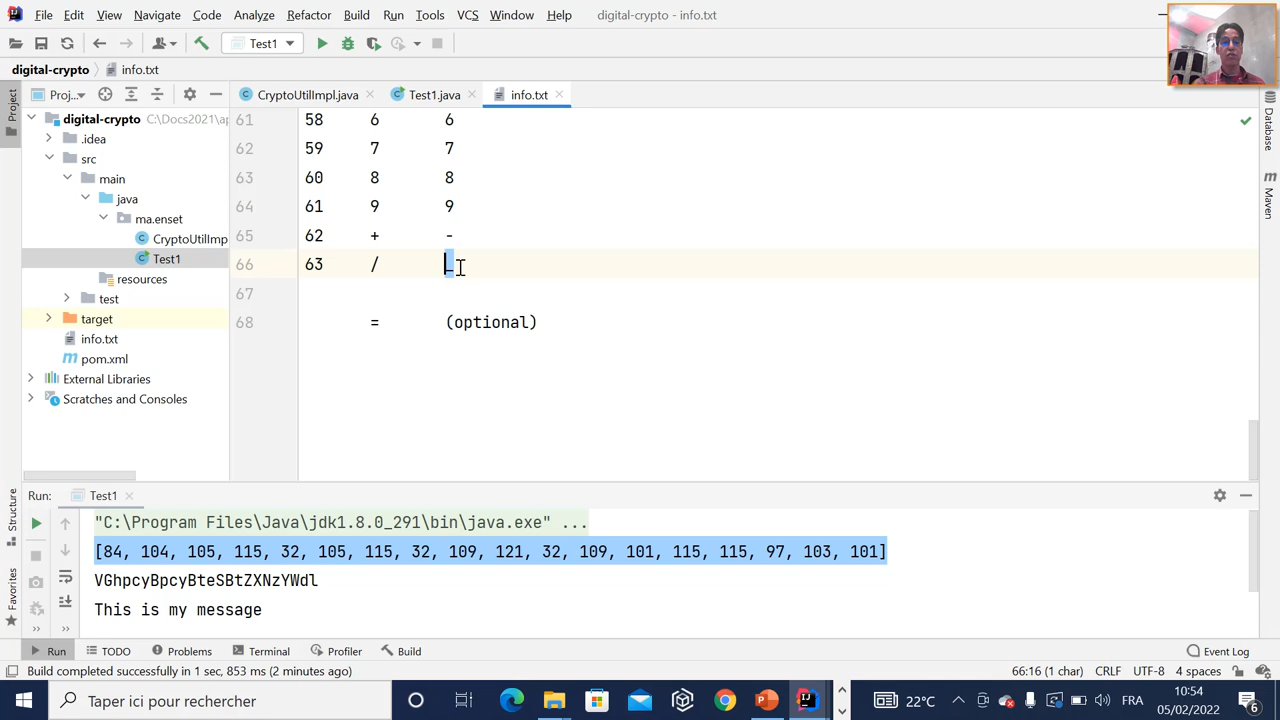 File Edit View Navigate Code Analyze Refactor Build Run Tools VCS Window Help digital-crypto - info.txt
Test1
digital-crypto info.txt
Project
Proj... CryptoUtilImpl.java Test1.java info.txt
digital-crypto C:\Docs2021\ap
.idea
src
main
java
ma.enset
CryptoUtilImp
Test1
resources
test
target
info.txt
pom.xml
External Libraries
Scratches and Consoles
61 58 6 6
62 59 7 7
63 60 8 8
64 61 9 9
65 62 + -
66 63 / _
67
68 = (optional)
Database
Maven
Structure
Favorites
Run: Test1
"C:\Program Files\Java\jdk1.8.0_291\bin\java.exe" ...
[84, 104, 105, 115, 32, 105, 115, 32, 109, 121, 32, 109, 101, 115, 115, 97, 103, 101]
VGhpcyBpcyBteSBtZXNzYWdl
This is my message
Run TODO Problems Terminal Profiler Build Event Log
Build completed successfully in 1 sec, 853 ms (2 minutes ago) 66:16 (1 char) CRLF UTF-8 4 spaces
Taper ici pour rechercher 22°C FRA 10:54
05/02/2022 6